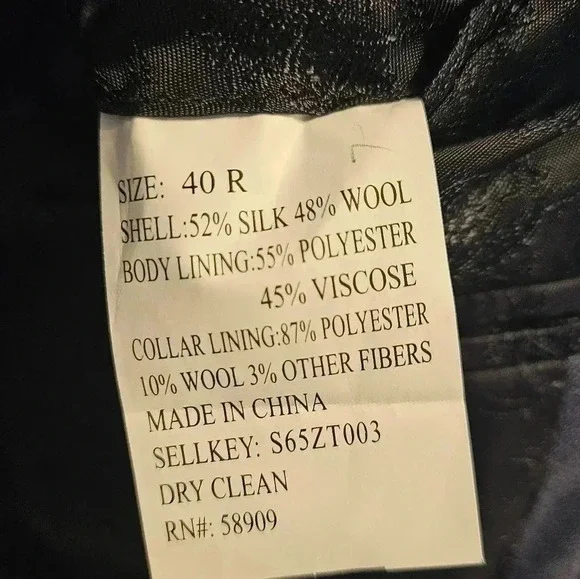 SIZE: 40 R
SHELL:52% SILK 48% WOOL
BODY LINING:55% POLYESTER
45% VISCOSE
COLLAR LINING:87% POLYESTER
10% WOOL 3% OTHER FIBERS
MADE IN CHINA
SELLKEY: S65ZT003
DRY CLEAN
RN#: 58909